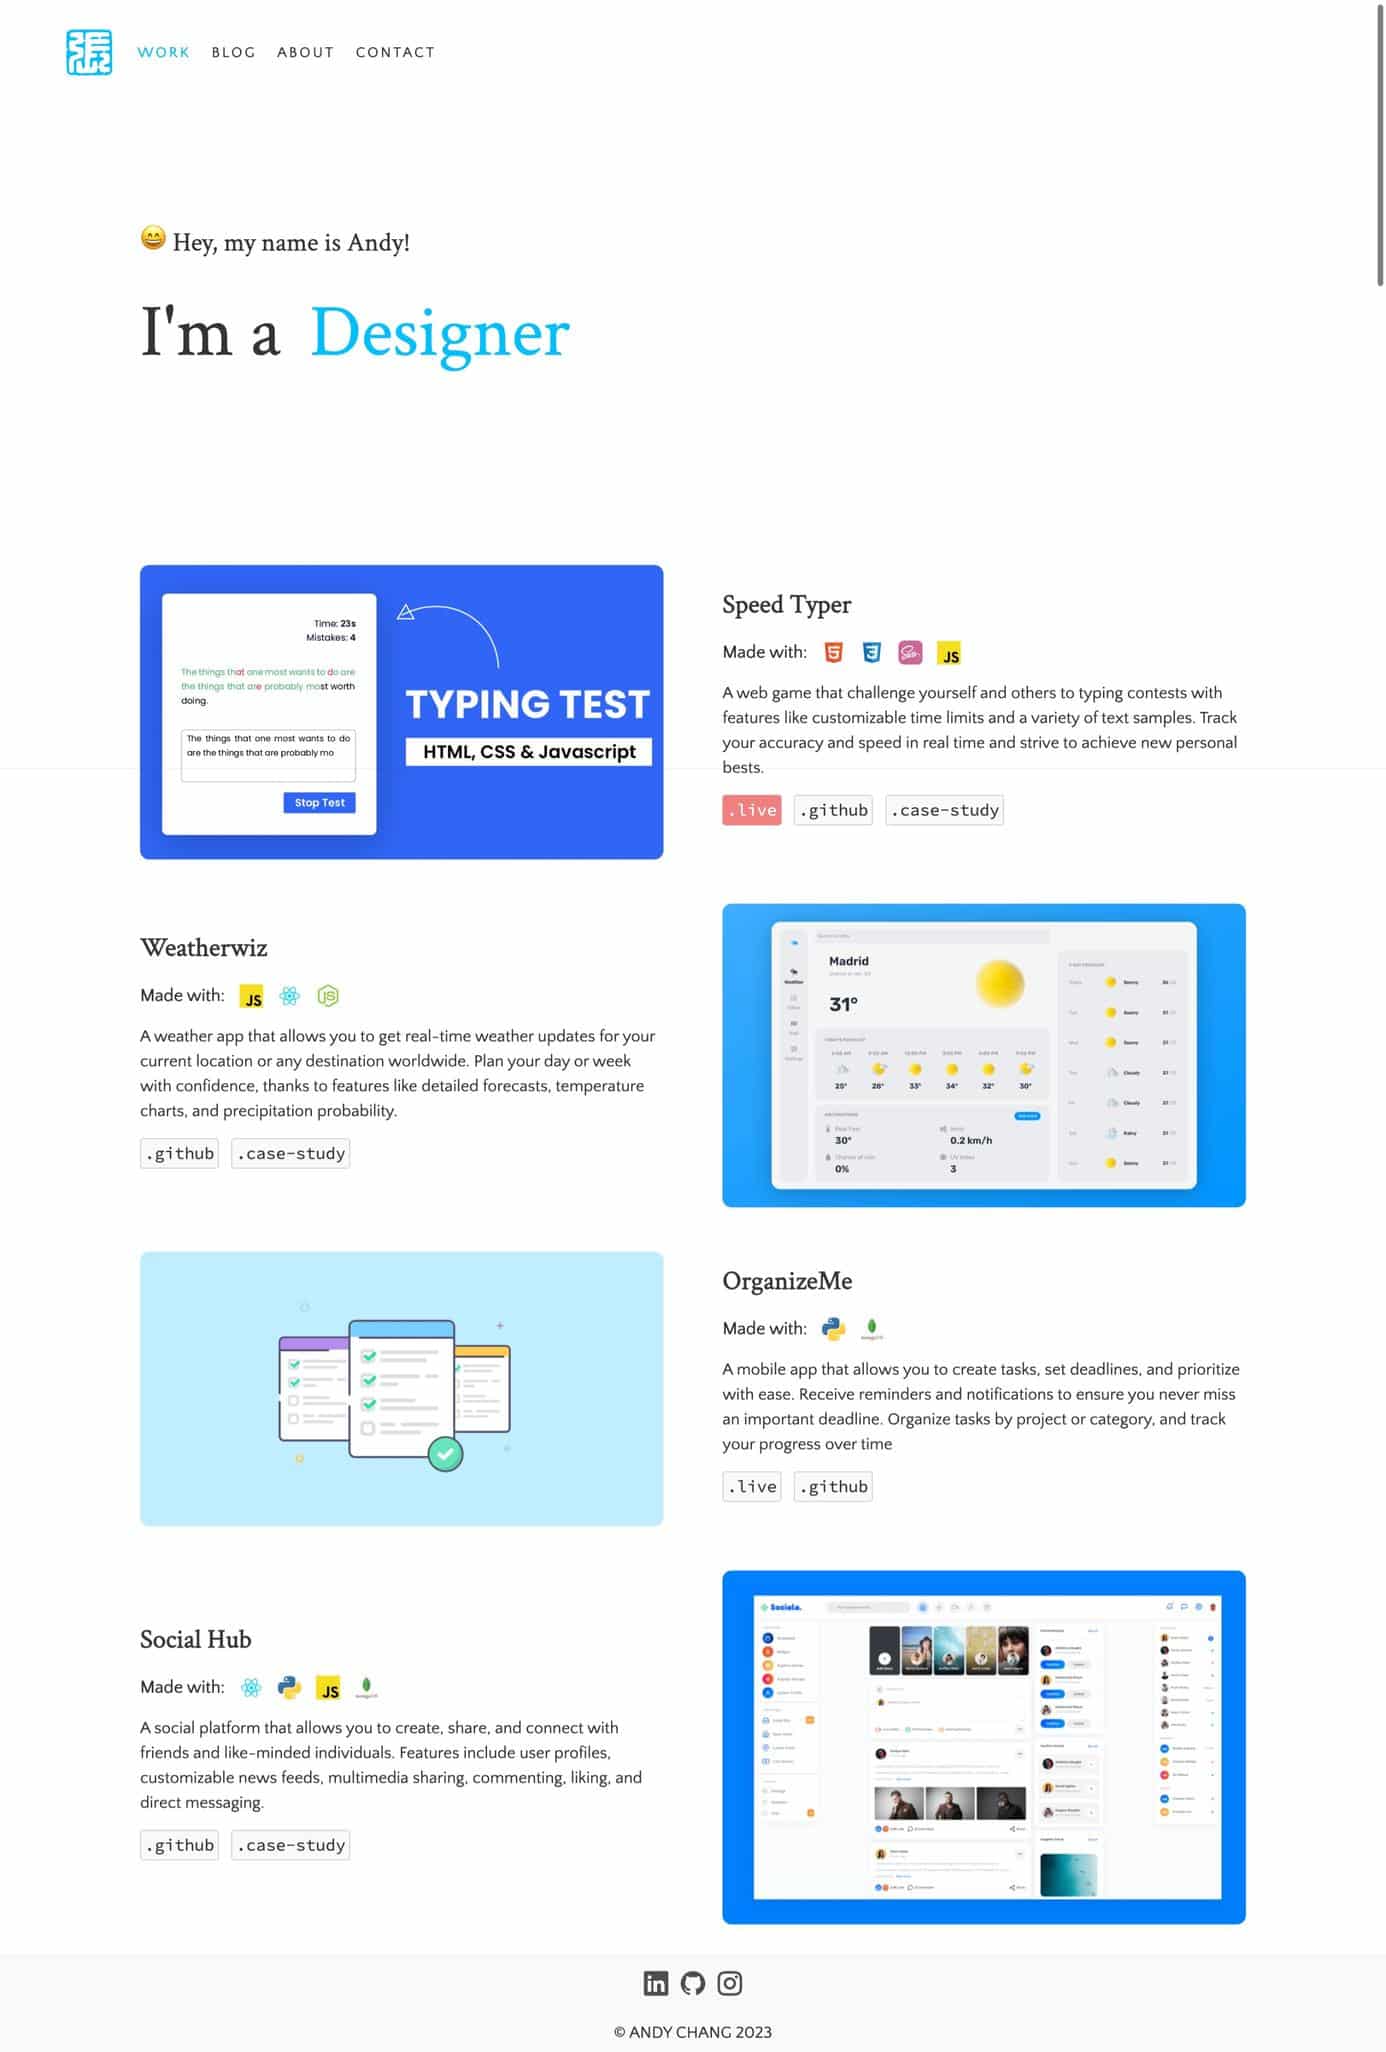 WORK BLOG ABOUT CONTACT
Hey, my name is Andy!
I'm a Designer
Time: 23s
Mistakes: 4
The things that one most wants to do are
the things that are probably most worth
doing.
The things that one most wants to do
are the things that are probably mo
Stop Test
TYPING TEST
HTML, CSS & Javascript
Speed Typer
Made with:
JS
A web game that challenge yourself and others to typing contests with
features like customizable time limits and a variety of text samples. Track
your accuracy and speed in real time and strive to achieve new personal
bests.
.live .github .case-study
Weatherwiz
Made with:
JS
A weather app that allows you to get real-time weather updates for your
current location or any destination worldwide. Plan your day or week
with confidence, thanks to features like detailed forecasts, temperature
charts, and precipitation probability.
.github .case-study
Madrid
31°
25° 28° 33° 34° 32° 30°
30°
0.2 km/h
0%
3
OrganizeMe
Made with:
A mobile app that allows you to create tasks, set deadlines, and prioritize
with ease. Receive reminders and notifications to ensure you never miss
an important deadline. Organize tasks by project or category, and track
your progress over time
.live .github
Social Hub
Made with:
JS
A social platform that allows you to create, share, and connect with
friends and like-minded individuals. Features include user profiles,
customizable news feeds, multimedia sharing, commenting, liking, and
direct messaging.
.github .case-study
Sociala.
© ANDY CHANG 2023